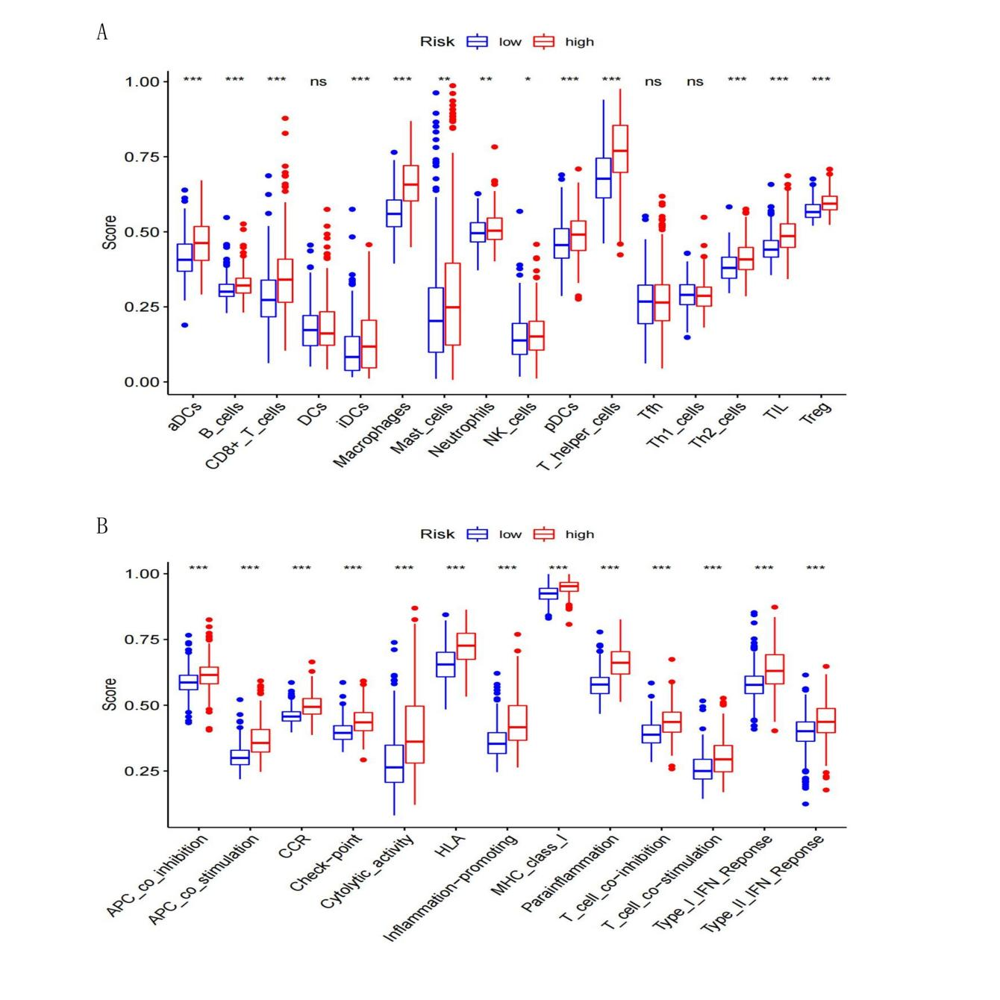 A
Risk low high
*** *** *** ns *** *** ** ** * *** *** ns ns *** *** ***
1.00
0.75
0.50
0.25
0.00
Score
aDCs B_cells CD8+_T_cells DCs iDCs Macrophages Mast_cells Neutrophils NK_cells pDCs T_helper_cells Tfh Th1_cells Th2_cells TIL Treg
B
Risk low high
*** *** *** *** *** *** *** *** *** *** *** *** ***
1.00
0.75
0.50
0.25
Score
APC_co_inhibition APC_co_stimulation CCR Check-point Cytolytic_activity HLA Inflammation-promoting MHC_class_I Parainflammation T_cell_co-inhibition T_cell_co-stimulation Type_I_IFN_Reponse Type_II_IFN_Reponse